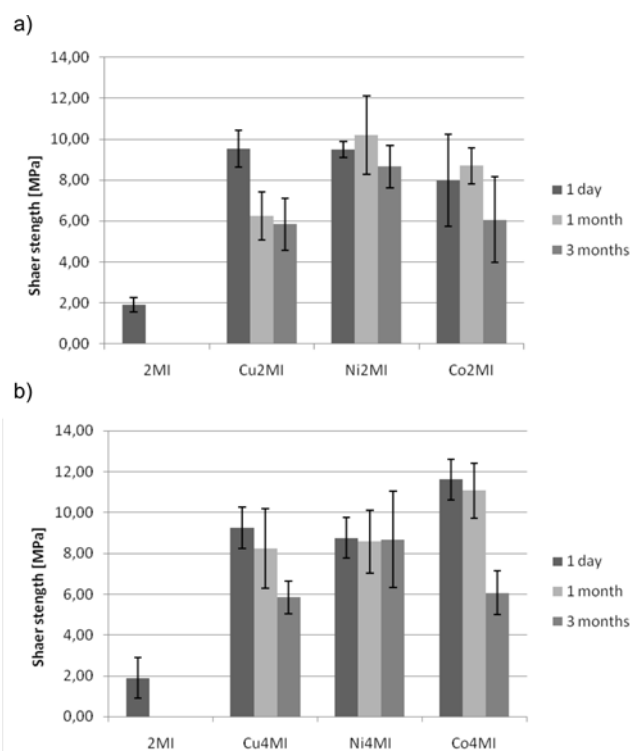 a)
14,00
12,00
10,00
8,00
6,00
4,00
2,00
0,00
Shaer stength [MPa]
2MI Cu2MI Ni2MI Co2MI
1 day
1 month
3 months
b)
14,00
12,00
10,00
8,00
6,00
4,00
2,00
0,00
Shaer stength [MPa]
2MI Cu4MI Ni4MI Co4MI
1 day
1 month
3 months